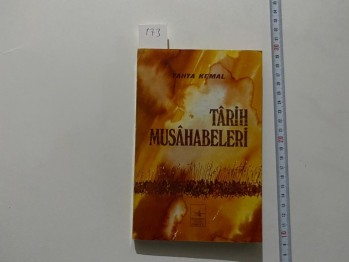 173
YAHYA KEMAL
TÂRİH
MUSÂHABELERİ